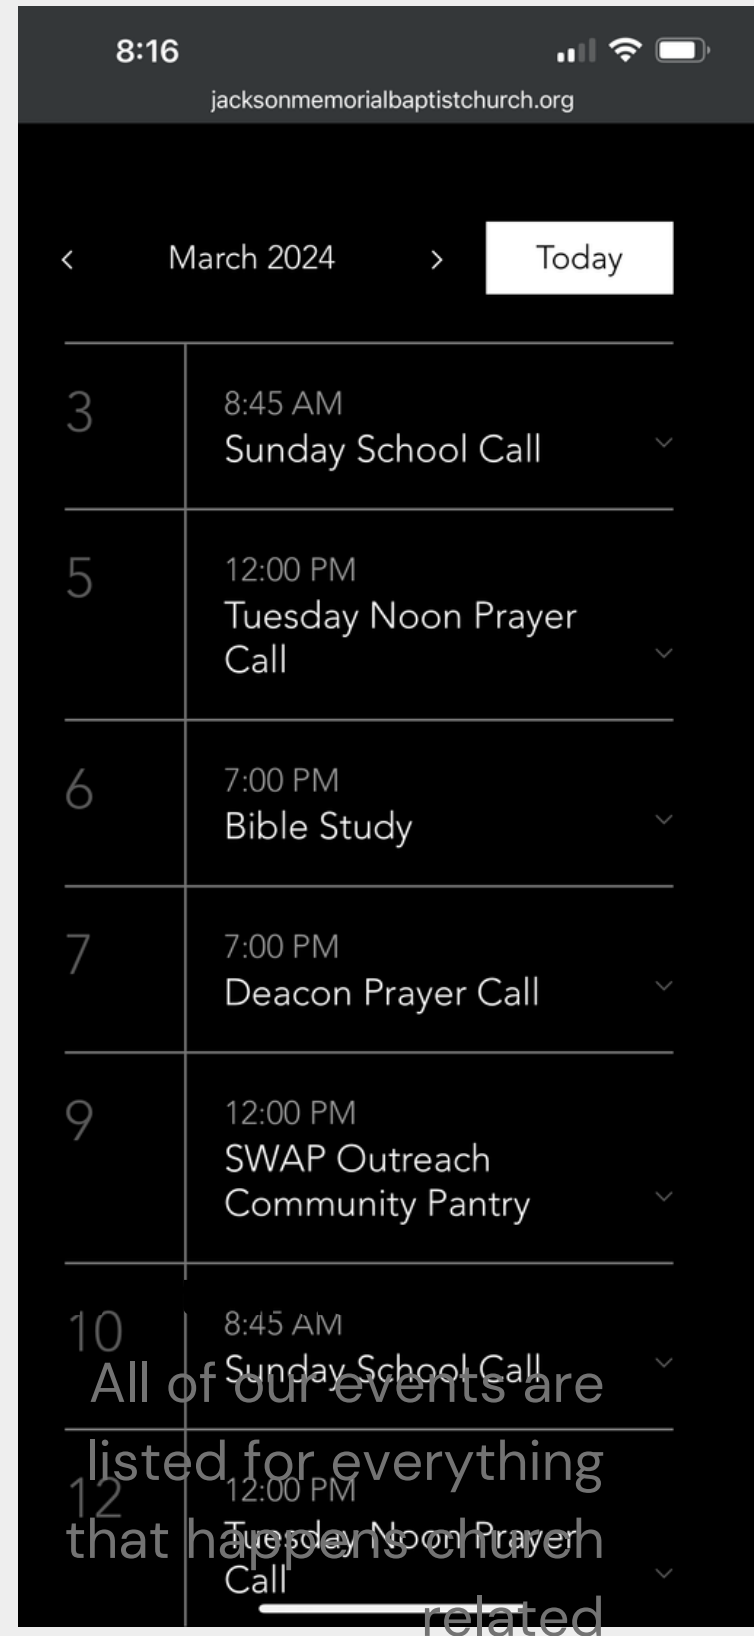 8:16
jacksonmemorialbaptistchurch.org
March 2024
Today
3
8:45 AM
Sunday School Call
5
12:00 PM
Tuesday Noon Prayer
Call
6
7:00 PM
Bible Study
7
7:00 PM
Deacon Prayer Call
9
12:00 PM
SWAP Outreach
Community Pantry
10
8:45 AM
Sunday School Call
All of our events are
listed for everything
12
12:00 PM
Tuesday Noon Prayer
that happens church
Call
related